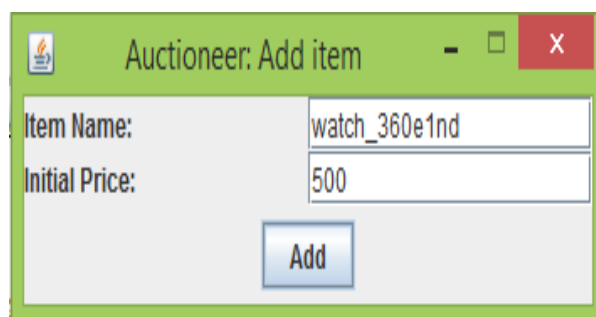 Auctioneer: Add item
Item Name: watch_360e1nd
Initial Price: 500
Add